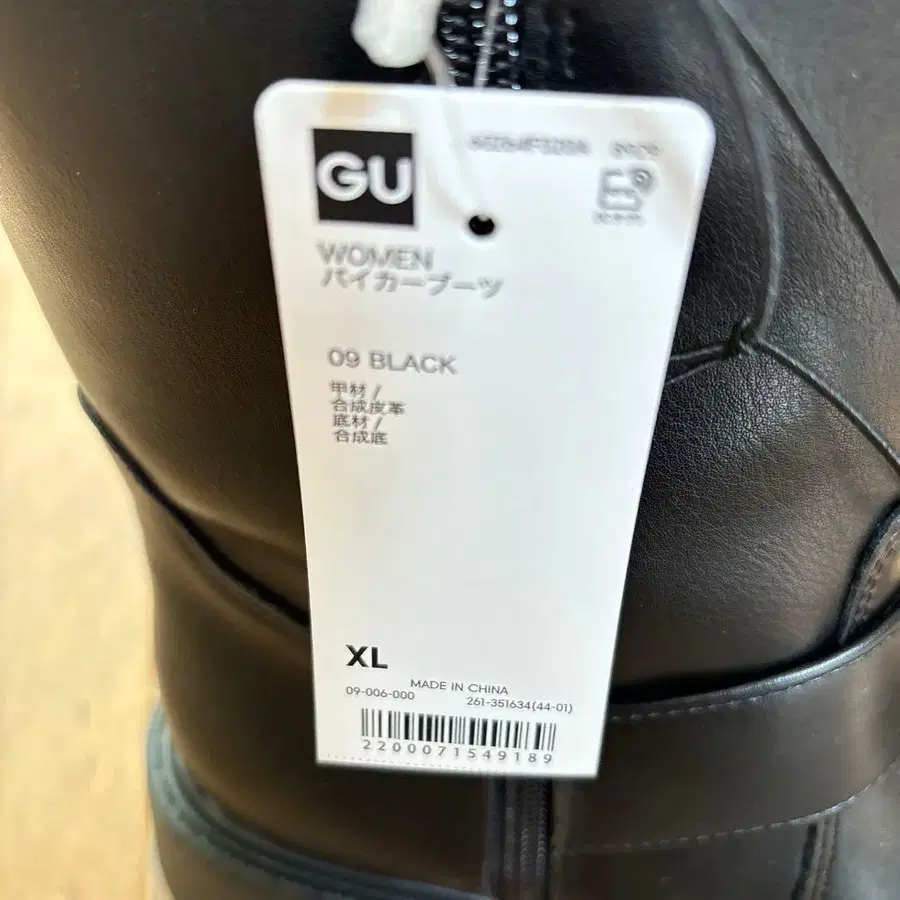 GU
WOMEN
バイカーブーツ
09 BLACK
甲材 /
合成皮革
底材 /
合成底
XL
MADE IN CHINA
09-006-000
261-351634(44-01)
2200071549189